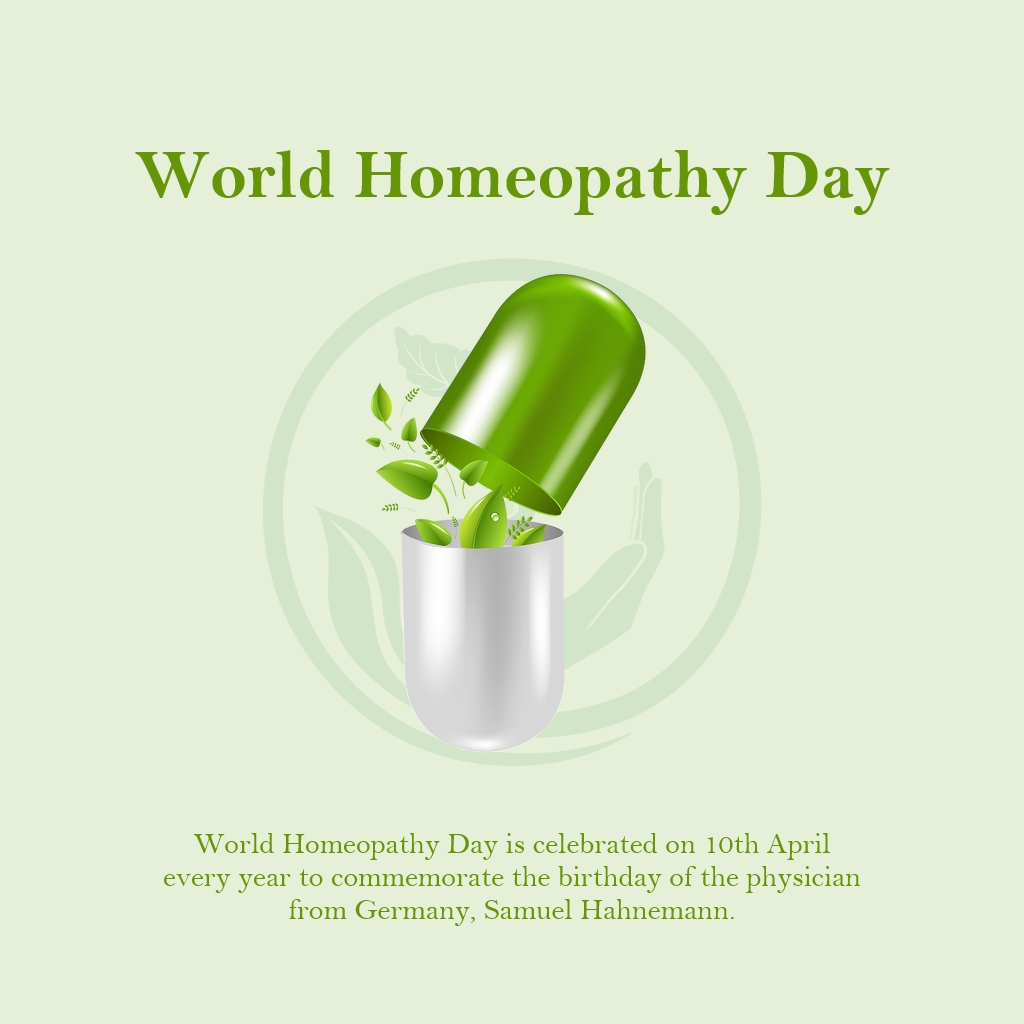 World Homeopathy Day
World Homeopathy Day is celebrated on 10th April
every year to commemorate the birthday of the physician
from Germany, Samuel Hahnemann.